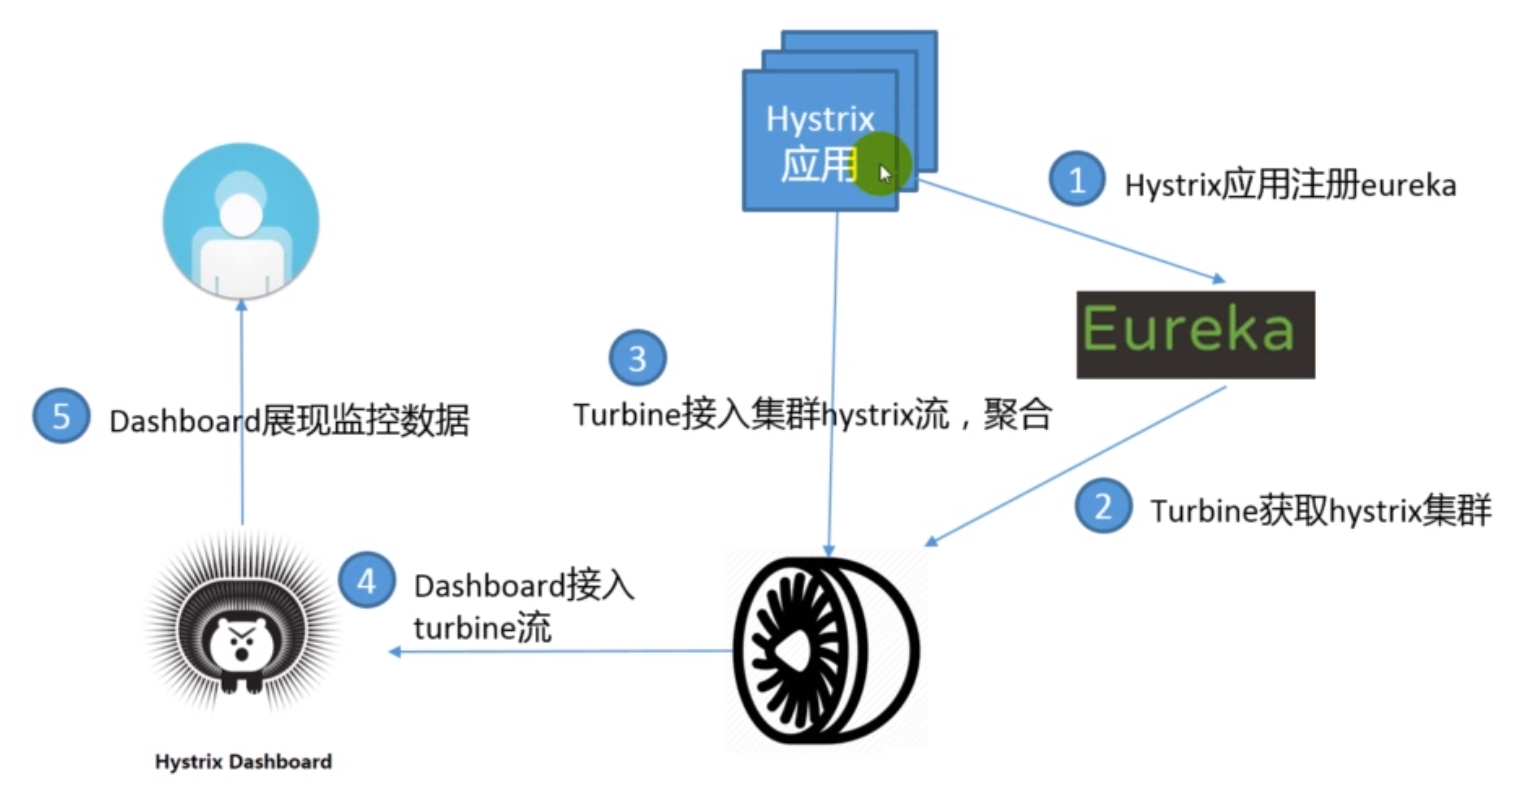 Hystrix
应用
1
Hystrix应用注册eureka
Eureka
3
Turbine接入集群hystrix流，聚合
5
Dashboard展现监控数据
2
Turbine获取hystrix集群
4
Dashboard接入
turbine流
Hystrix Dashboard